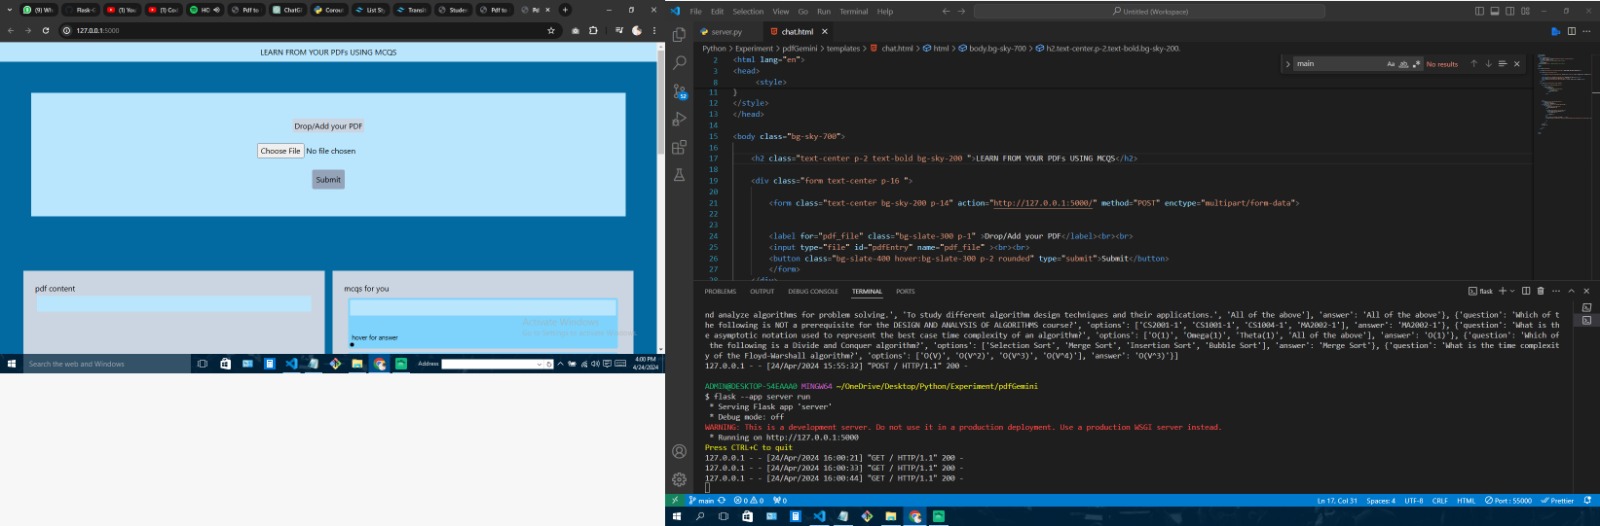 (9) Wh
Flask-C
(1) You
(1) Cou
HC
Pdf to
ChatG
Corou
List St
Transi
Stude
Pdf to
127.0.0.1:5000
LEARN FROM YOUR PDFs USING MCQS
Drop/Add your PDF
Choose File No file chosen
Submit
pdf content
mcqs for you
Activate Windows
hover for answer
Search the web and Windows
Address
4:00 PM
4/24/2024
File Edit Selection View Go Run Terminal Help
Untitled (Workspace)
server.py
chat.html
Python > Experiment > pdfGemini > templates > chat.html > html > body.bg-sky-700 > h2.text-center.p-2.text-bold.bg-sky-200.
main
No results
52
2 <html lang="en">
3 <head>
8 <style>
11 }
12 </style>
13 </head>
14
15 <body class="bg-sky-700">
16
17 <h2 class="text-center p-2 text-bold bg-sky-200 ">LEARN FROM YOUR PDFs USING MCQS</h2>
18
19 <div class="form text-center p-16 ">
20
21 <form class="text-center bg-sky-200 p-14" action="http://127.0.0.1:5000/" method="POST" enctype="multipart/form-data">
22
23
24 <label for="pdf_file" class="bg-slate-300 p-1" >Drop/Add your PDF</label><br><br>
25 <input type="file" id="pdfEntry" name="pdf_file" ><br><br>
26 <button class="bg-slate-400 hover:bg-slate-300 p-2 rounded" type="submit">Submit</button>
27 </form>
28 </div>
PROBLEMS OUTPUT DEBUG CONSOLE TERMINAL PORTS
flask
nd analyze algorithms for problem solving.', 'To study different algorithm design techniques and their applications.', 'All of the above'], 'answer': 'All of the above'}, {'question': 'Which of t
he following is NOT a prerequisite for the DESIGN AND ANALYSIS OF ALGORITHMS course?', 'options': ['CS2001-1', 'CS1001-1', 'CS1004-1', 'MA2002-1'], 'answer': 'MA2002-1'}, {'question': 'What is th
e asymptotic notation used to represent the best case time complexity of an algorithm?', 'options': ['O(1)', 'Omega(1)', 'Theta(1)', 'All of the above'], 'answer': 'O(1)'}, {'question': 'Which of
the following is a Divide and Conquer algorithm?', 'options': ['Selection Sort', 'Merge Sort', 'Insertion Sort', 'Bubble Sort'], 'answer': 'Merge Sort'}, {'question': 'What is the time complexit
y of the Floyd-Warshall algorithm?', 'options': ['O(V)', 'O(V^2)', 'O(V^3)', 'O(V^4)'], 'answer': 'O(V^3)'}]
127.0.0.1 - - [24/Apr/2024 15:55:32] "POST / HTTP/1.1" 200 -
ADMIN@DESKTOP-54EAAA0 MINGW64 ~/OneDrive/Desktop/Python/Experiment/pdfGemini
$ flask --app server run
* Serving Flask app 'server'
* Debug mode: off
WARNING: This is a development server. Do not use it in a production deployment. Use a production WSGI server instead.
* Running on http://127.0.0.1:5000
Press CTRL+C to quit
127.0.0.1 - - [24/Apr/2024 16:00:21] "GET / HTTP/1.1" 200 -
127.0.0.1 - - [24/Apr/2024 16:00:33] "GET / HTTP/1.1" 200 -
127.0.0.1 - - [24/Apr/2024 16:00:44] "GET / HTTP/1.1" 200 -
main 0 0 0
Ln 17, Col 31 Spaces: 4 UTF-8 CRLF HTML Port : 55000 Prettier